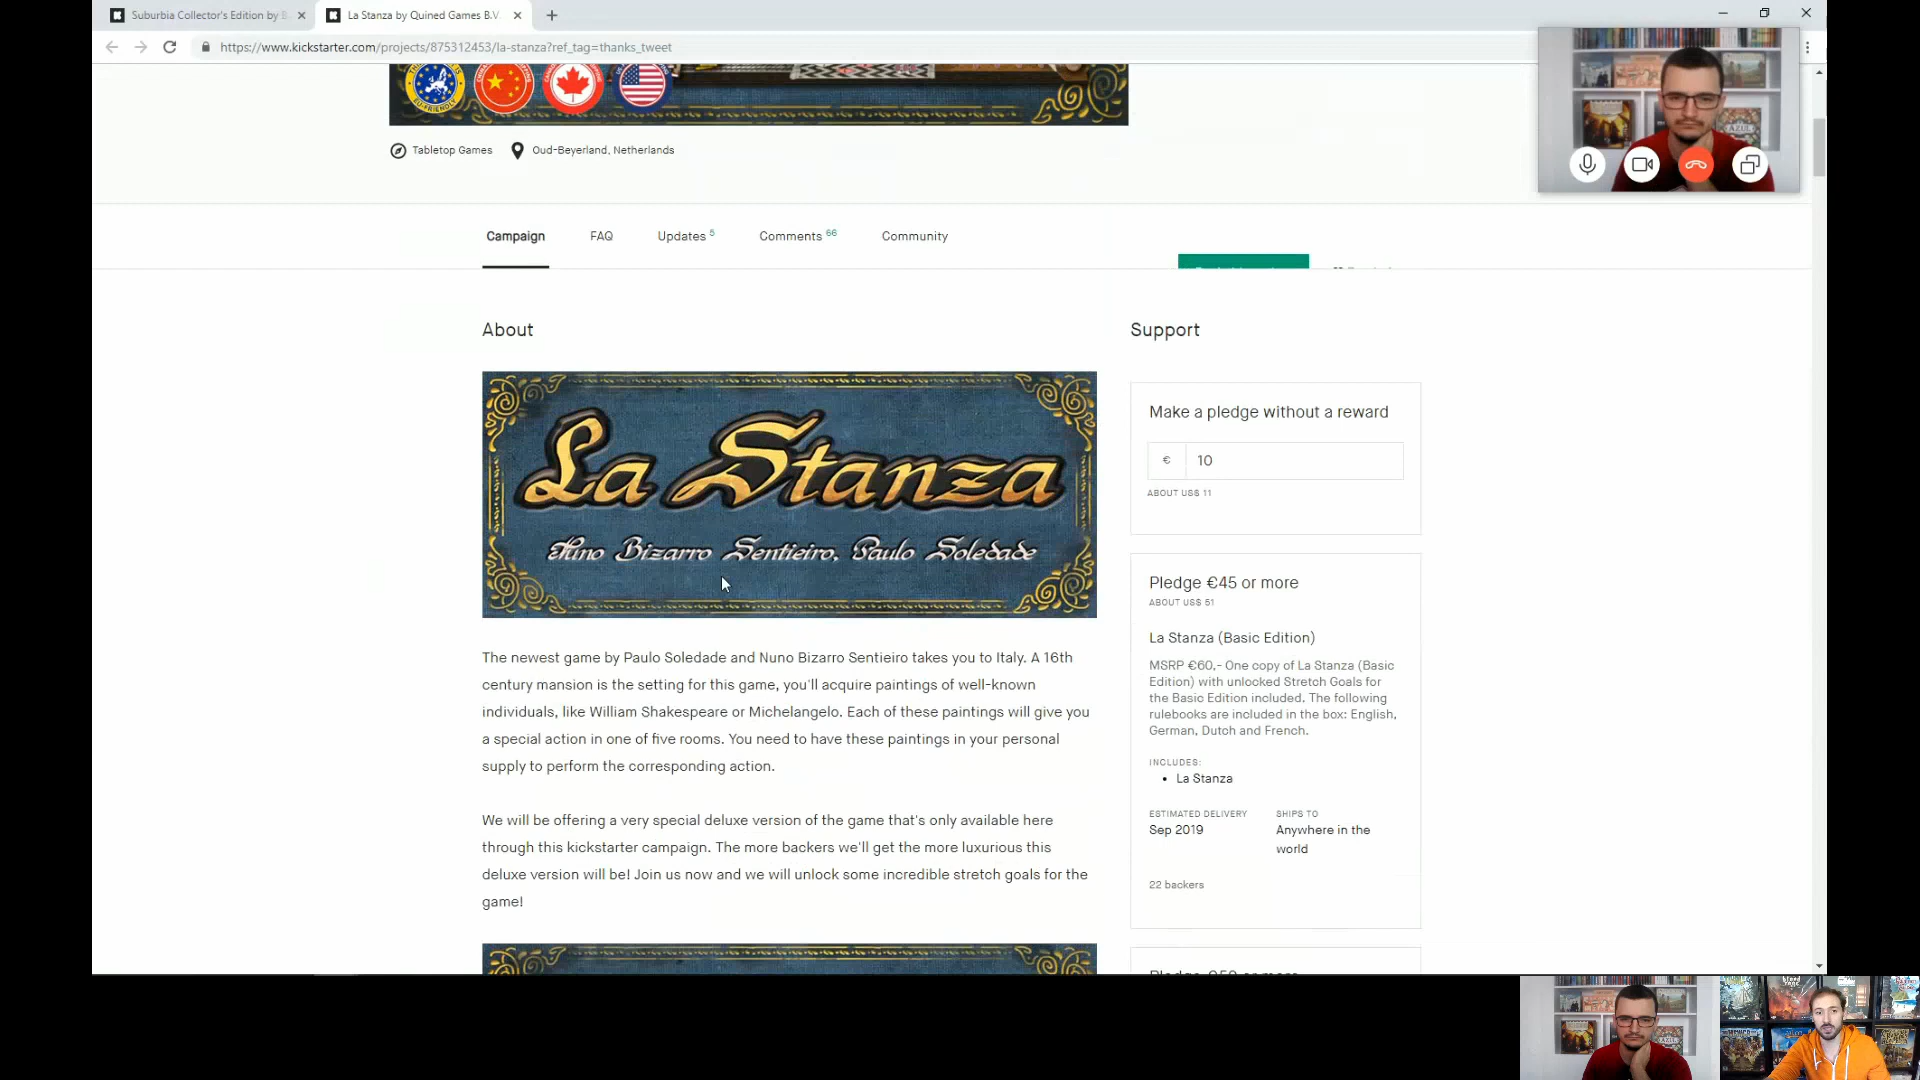 Suburbia Collector's Edition by B
La Stanza by Quined Games B.V.
https://www.kickstarter.com/projects/875312453/la-stanza?ref_tag=thanks_tweet
EU-FRIENDLY
AZUL
Tabletop Games
Oud-Beyerland, Netherlands
Campaign
FAQ
Updates 5
Comments 66
Community
About
Support
La Stanza
Nuno Bizarro Sentieiro, Paulo Soledade
The newest game by Paulo Soledade and Nuno Bizarro Sentieiro takes you to Italy. A 16th
century mansion is the setting for this game, you'll acquire paintings of well-known
individuals, like William Shakespeare or Michelangelo. Each of these paintings will give you
a special action in one of five rooms. You need to have these paintings in your personal
supply to perform the corresponding action.
We will be offering a very special deluxe version of the game that's only available here
through this kickstarter campaign. The more backers we'll get the more luxurious this
deluxe version will be! Join us now and we will unlock some incredible stretch goals for the
game!
Make a pledge without a reward
€ 10
ABOUT US$ 11
Pledge €45 or more
ABOUT US$ 51
La Stanza (Basic Edition)
MSRP €60,- One copy of La Stanza (Basic
Edition) with unlocked Stretch Goals for
the Basic Edition included. The following
rulebooks are included in the box: English,
German, Dutch and French.
INCLUDES:
• La Stanza
ESTIMATED DELIVERY
Sep 2019
SHIPS TO
Anywhere in the
world
22 backers